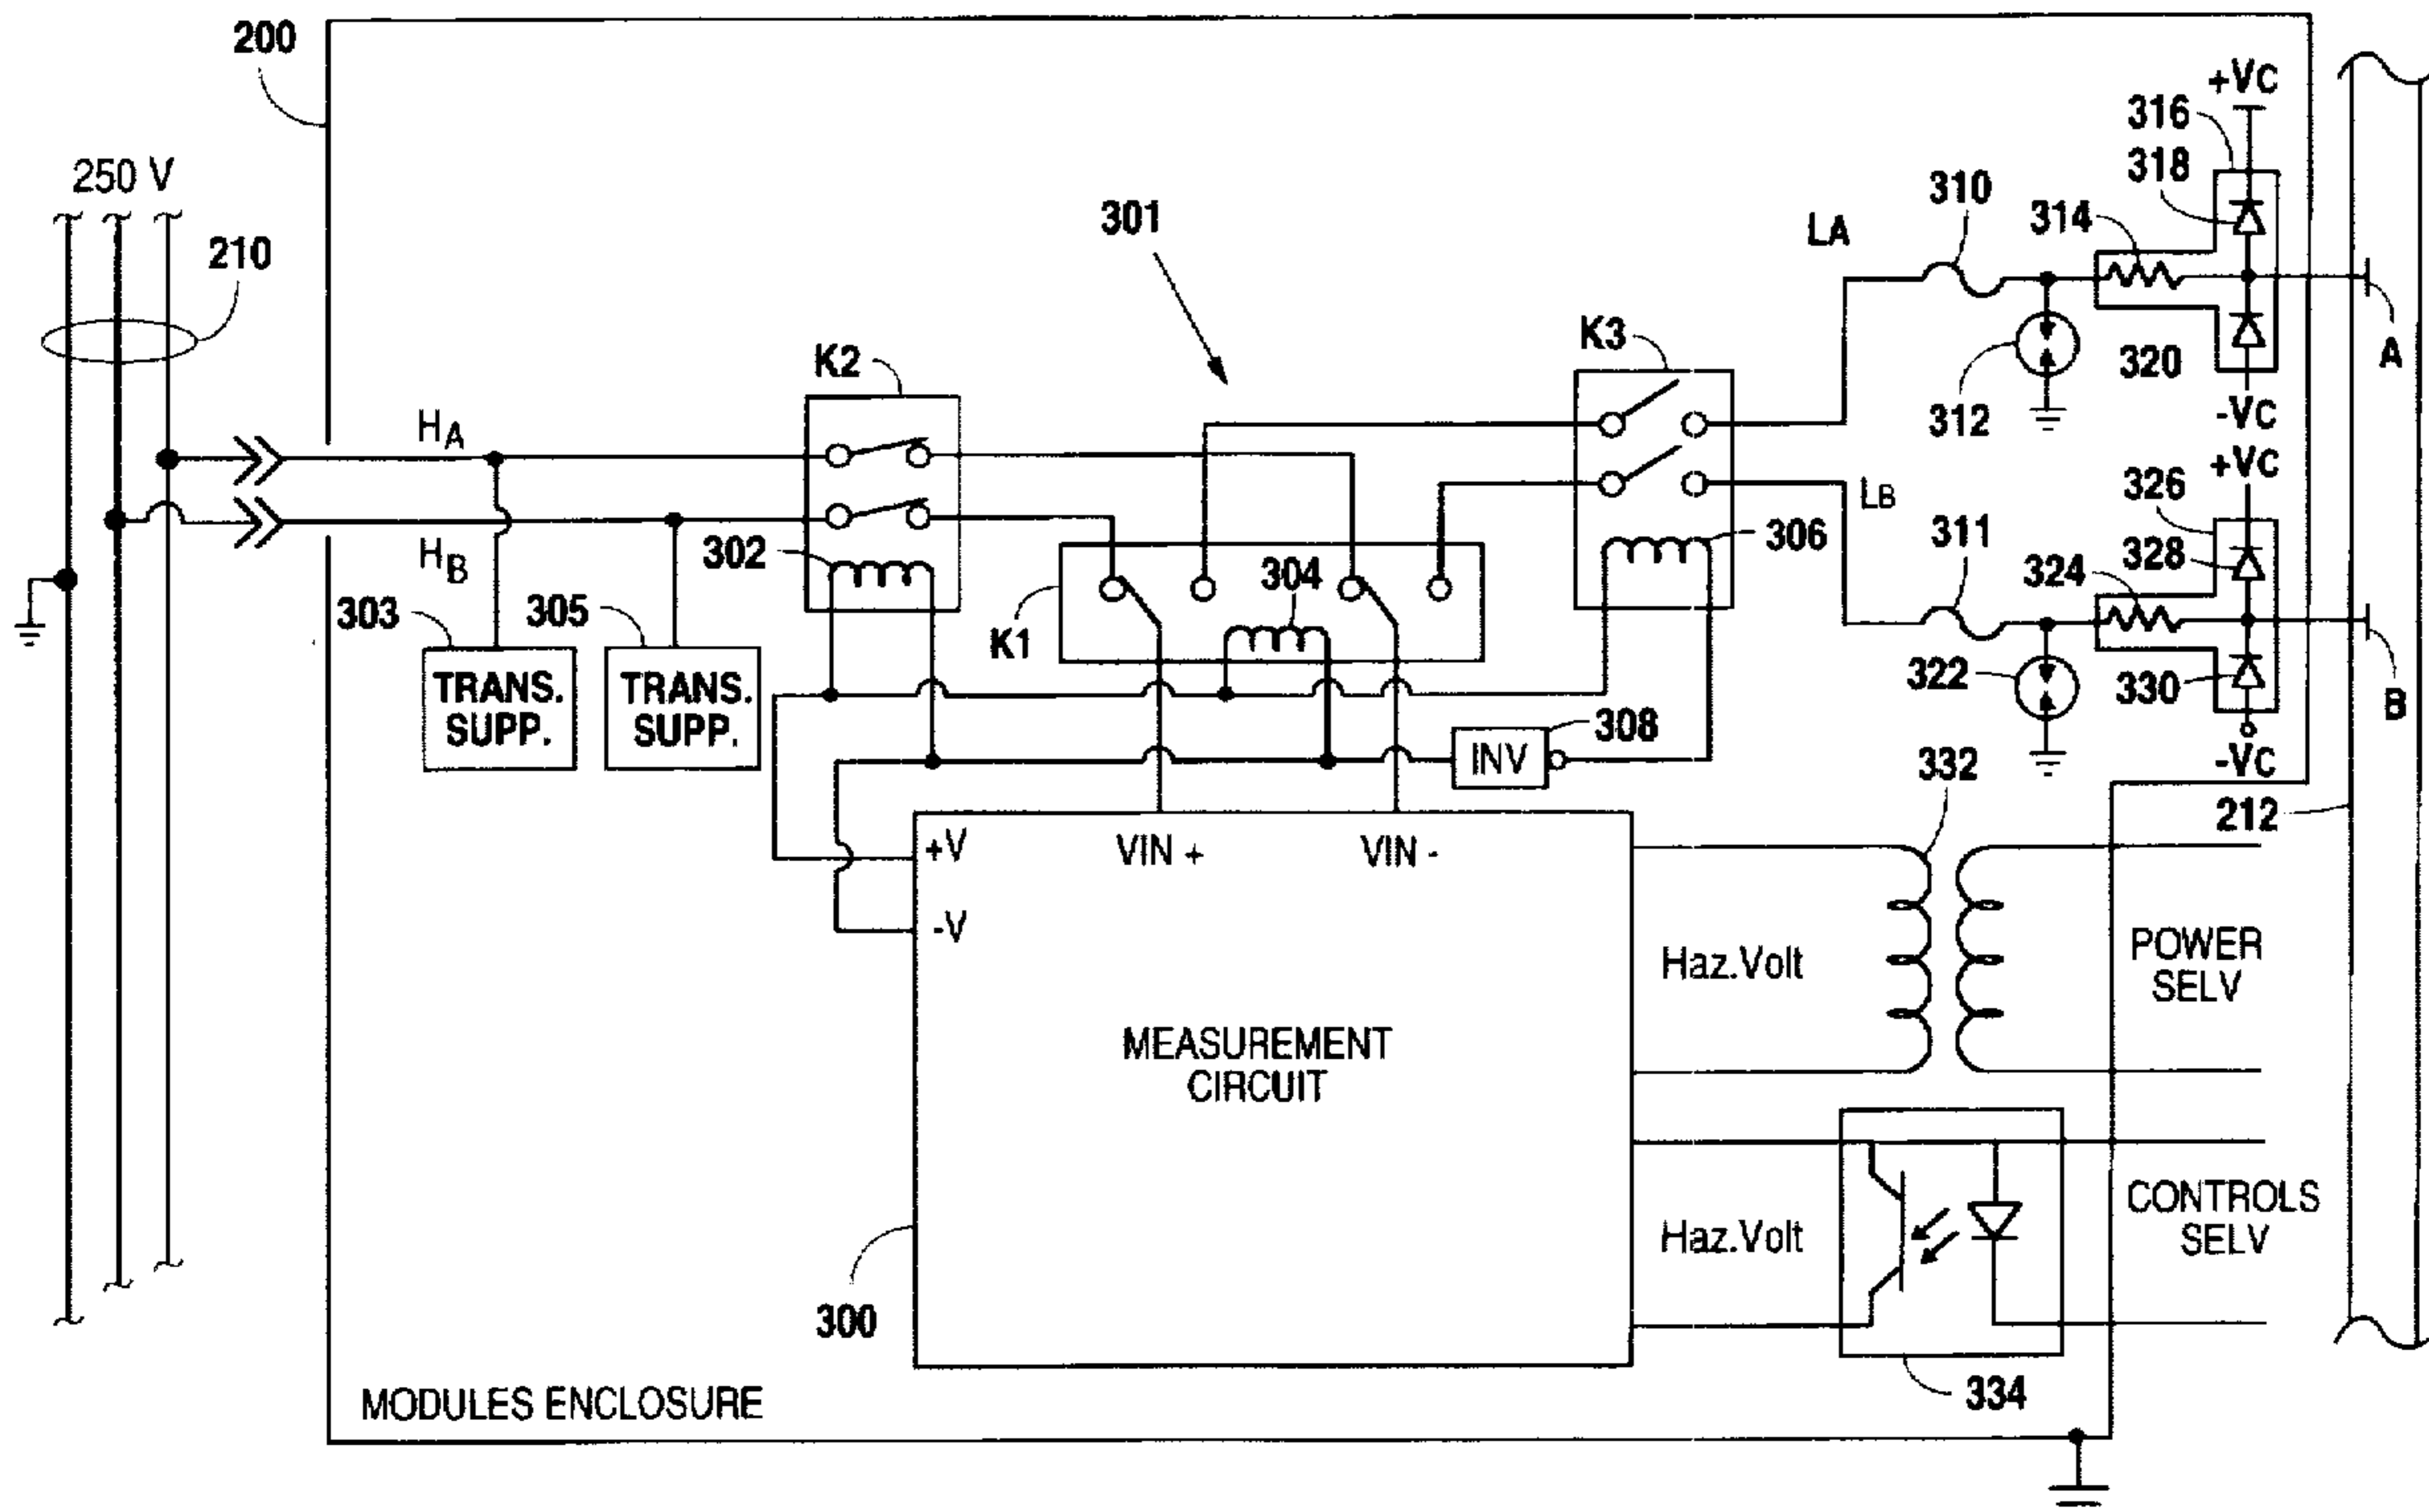 200
250 V
210
HA
HB
303
TRANS.
SUPP.
305
TRANS.
SUPP.
K2
302
301
K1
304
K3
306
INV
308
LA
LB
310
312
314
316
318
320
+VC
-VC
A
311
322
324
326
328
330
+VC
-VC
B
212
332
+V
-V
VIN +
VIN -
MEASUREMENT
CIRCUIT
300
Haz.Volt
POWER
SELV
Haz.Volt
CONTROLS
SELV
334
MODULES ENCLOSURE